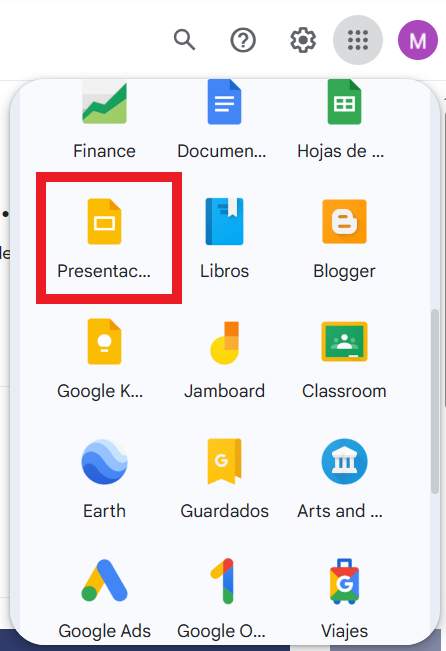 M
Finance Documen... Hojas de ...
Presentac... Libros Blogger
Google K... Jamboard Classroom
Earth Guardados Arts and ...
Google Ads Google O... Viajes